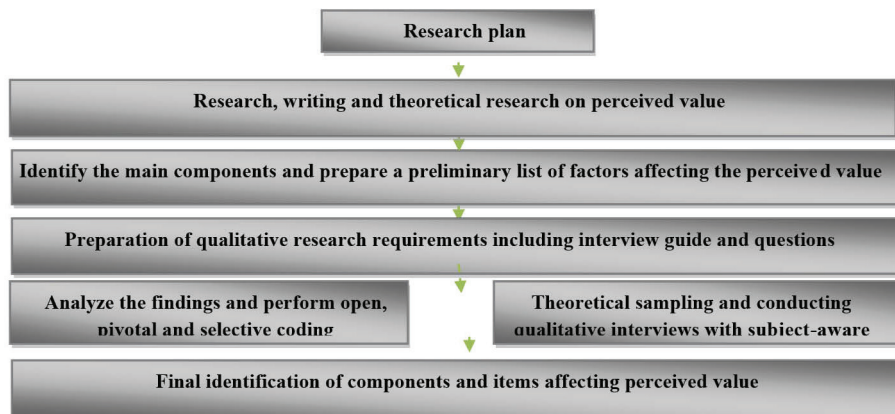 Research plan
Research, writing and theoretical research on perceived value
Identify the main components and prepare a preliminary list of factors affecting the perceived value
Preparation of qualitative research requirements including interview guide and questions
Analyze the findings and perform open,
pivotal and selective coding
Theoretical sampling and conducting
qualitative interviews with subject-aware
Final identification of components and items affecting perceived value